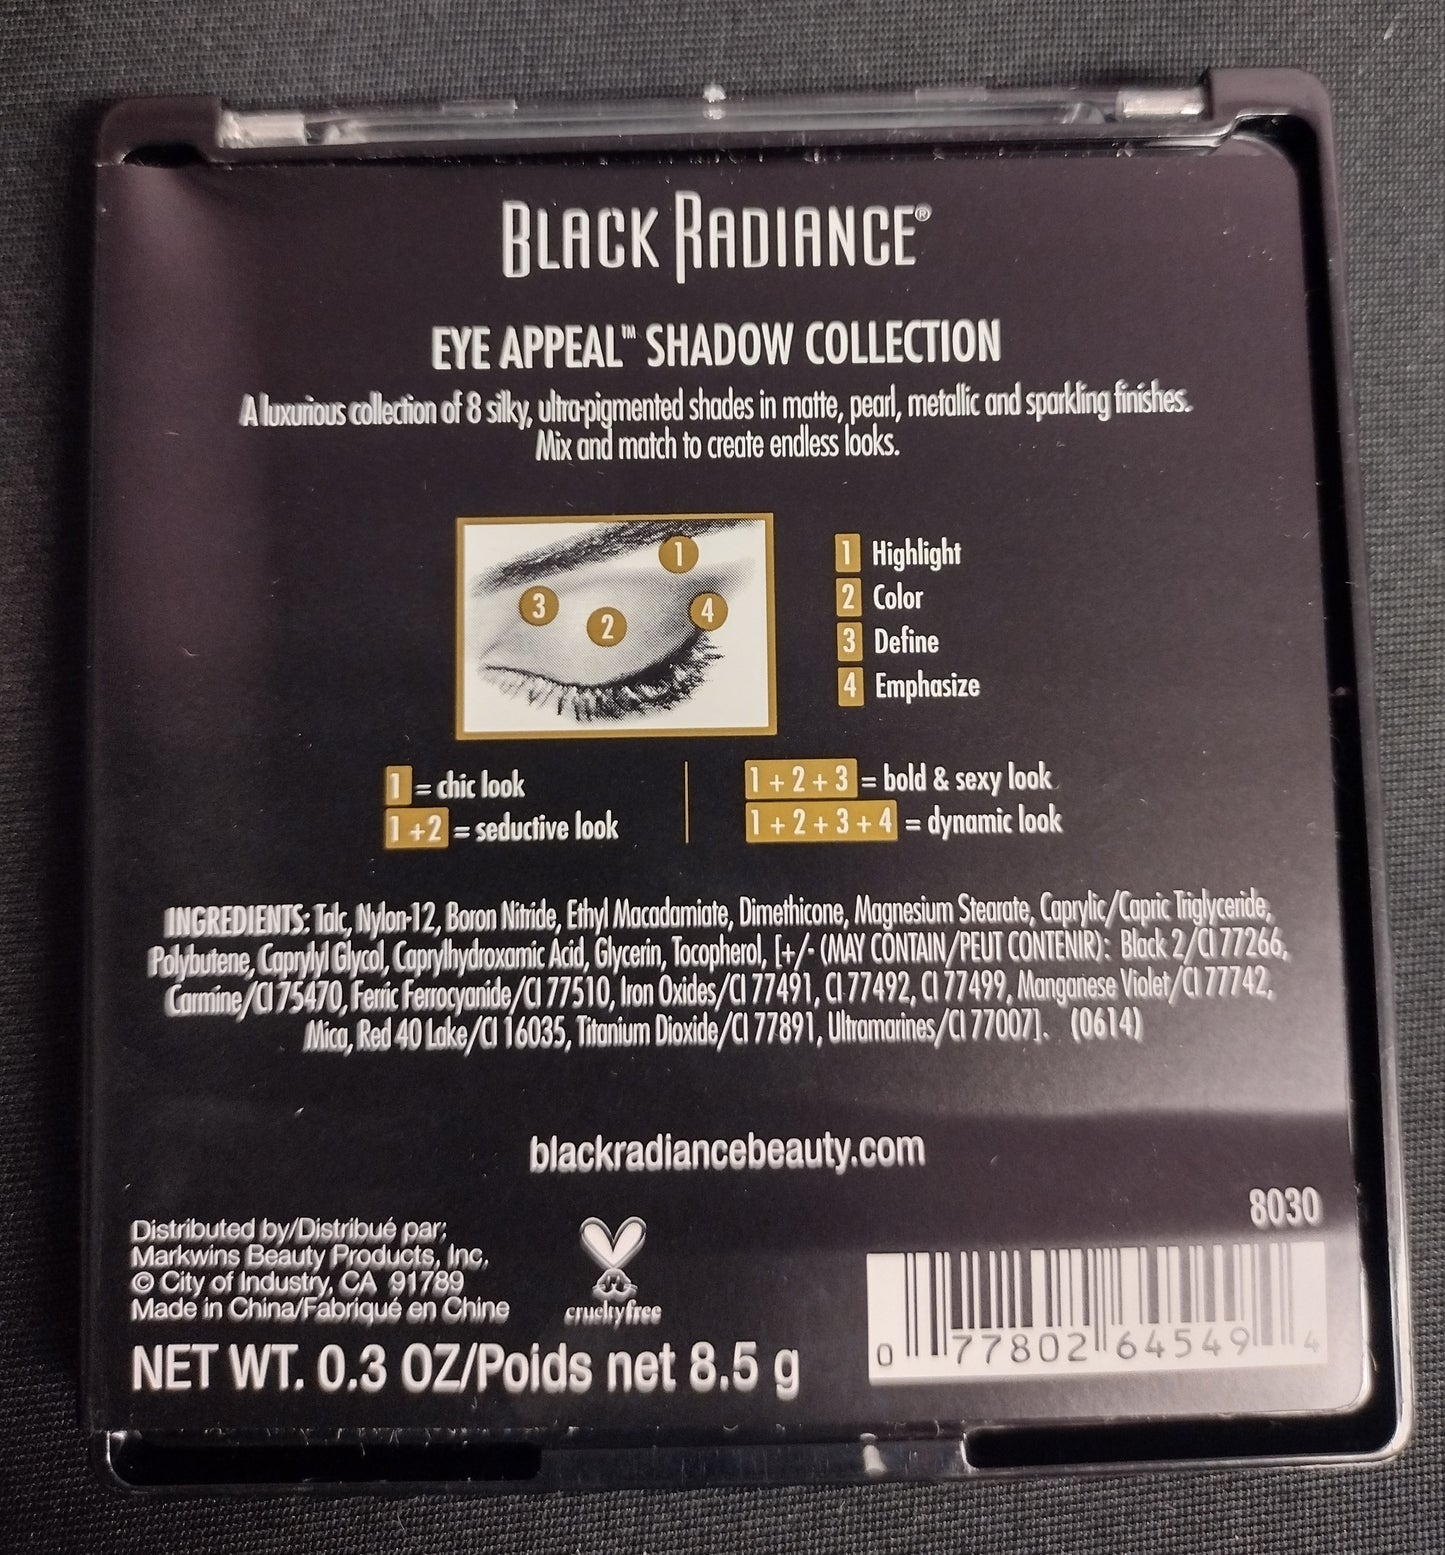 BLACK RADIANCE®
EYE APPEAL™ SHADOW COLLECTION
A luxurious collection of 8 silky, ultra-pigmented shades in matte, pearl, metallic and sparkling finishes.
Mix and match to create endless looks.
1
3
2
4
1 Highlight
2 Color
3 Define
4 Emphasize
1 = chic look
1+2 = seductive look
1+2+3 = bold & sexy look
1+2+3+4 = dynamic look
INGREDIENTS: Talc, Nylon-12, Boron Nitride, Ethyl Macadamiate, Dimethicone, Magnesium Stearate, Caprylic/Capric Triglyceride,
Polybutene, Caprylyl Glycol, Caprylhydroxamic Acid, Glycerin, Tocopherol, [+/- (MAY CONTAIN/PEUT CONTENIR): Black 2/CI 77266,
Carmine/CI 75470, Ferric Ferrocyanide/CI 77510, Iron Oxides/CI 77491, CI 77492, CI 77499, Manganese Violet/CI 77742,
Mica, Red 40 Lake/CI 16035, Titanium Dioxide/CI 77891, Ultramarines/CI 77007]. (0614)
blackradiancebeauty.com
8030
Distributed by/Distribué par:
Markwins Beauty Products, Inc.
© City of Industry, CA 91789
Made in China/Fabriqué en Chine
crueltyfree
NET WT. 0.3 OZ/Poids net 8.5 g
0 77802 64549 4